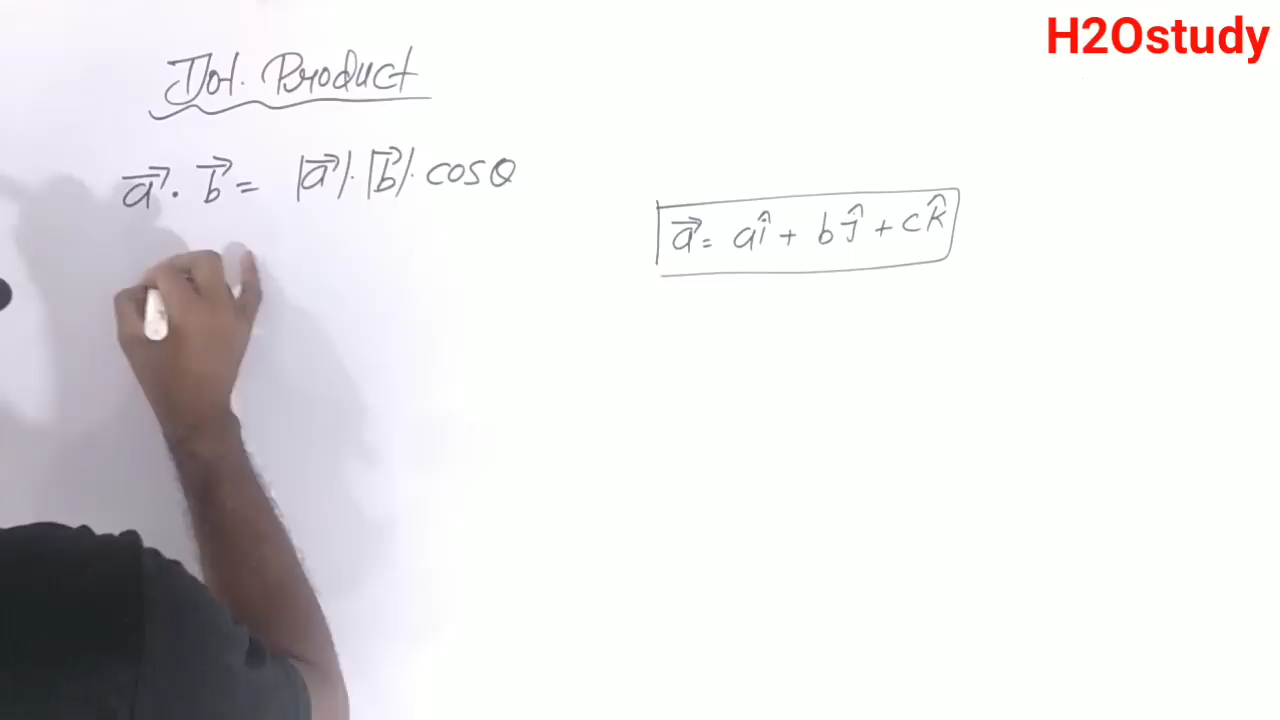 H2Ostudy
Dot. Product
a⃗ . b⃗ = |a⃗|.|b⃗|. cosθ
a⃗ = aî + bĵ + ck̂